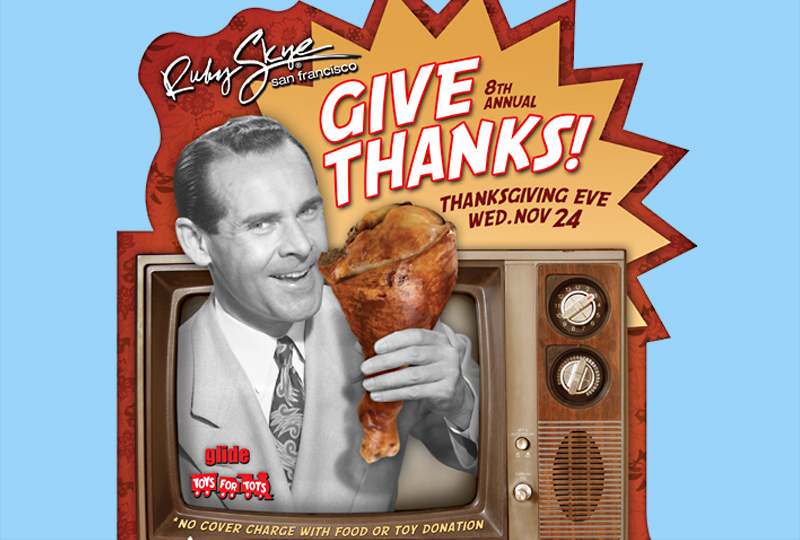 Ruby Skye®
san francisco
GIVE
THANKS!
8TH
ANNUAL
THANKSGIVING EVE
WED. NOV 24
glide
TOYS FOR TOTS
*NO COVER CHARGE WITH FOOD OR TOY DONATION